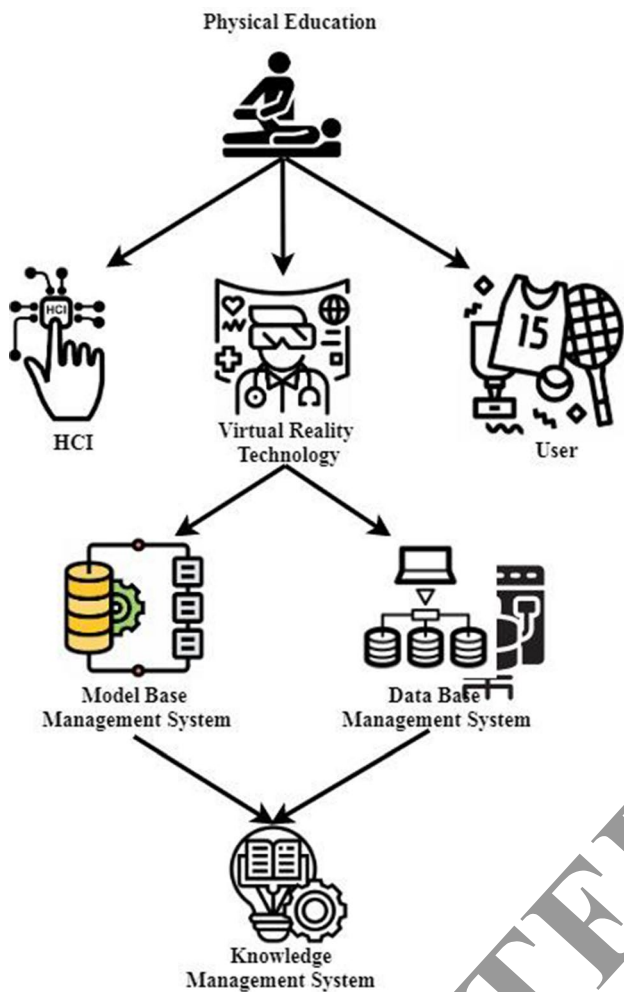 Physical Education
HCI
15
HCI
Virtual Reality
Technology
User
Model Base
Management System
Data Base
Management System
Knowledge
Management System